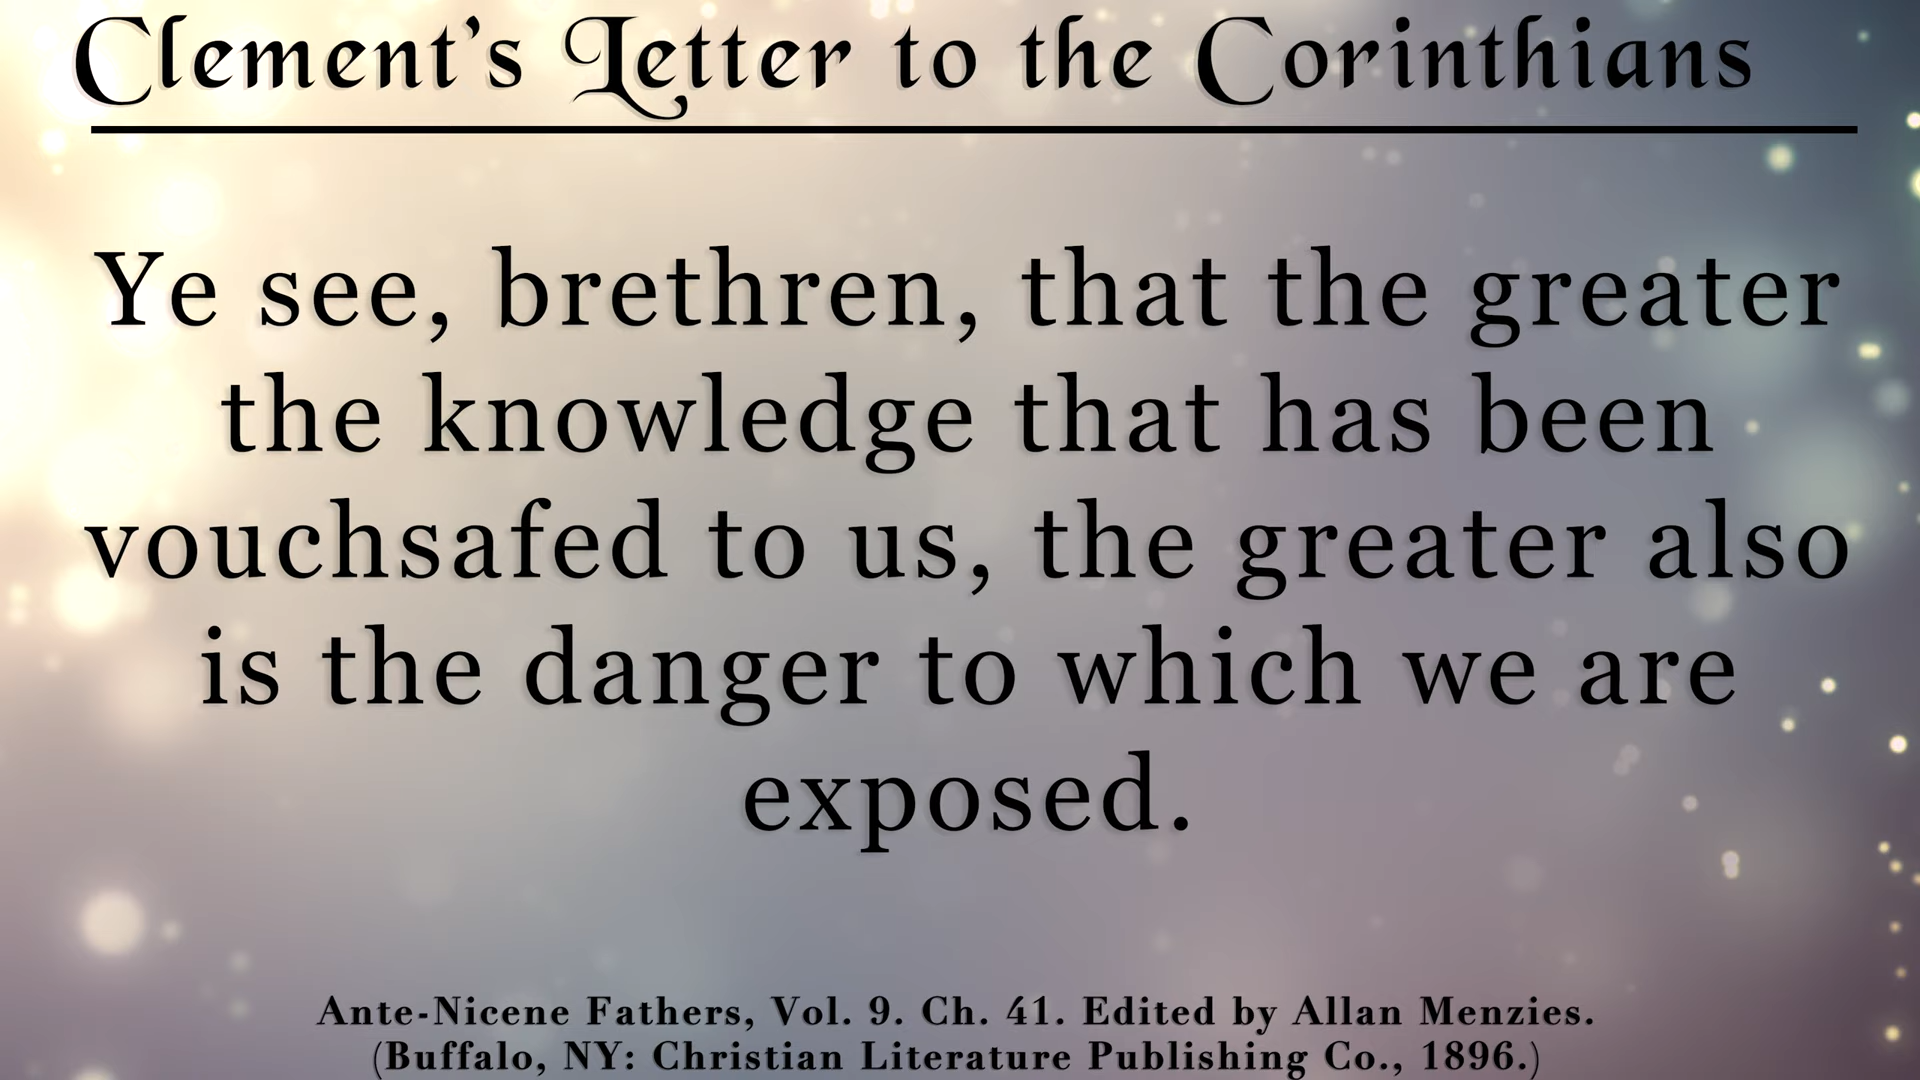 Clement's Letter to the Corinthians
Ye see, brethren, that the greater
the knowledge that has been
vouchsafed to us, the greater also
is the danger to which we are
exposed.
Ante-Nicene Fathers, Vol. 9. Ch. 41. Edited by Allan Menzies.
(Buffalo, NY: Christian Literature Publishing Co., 1896.)